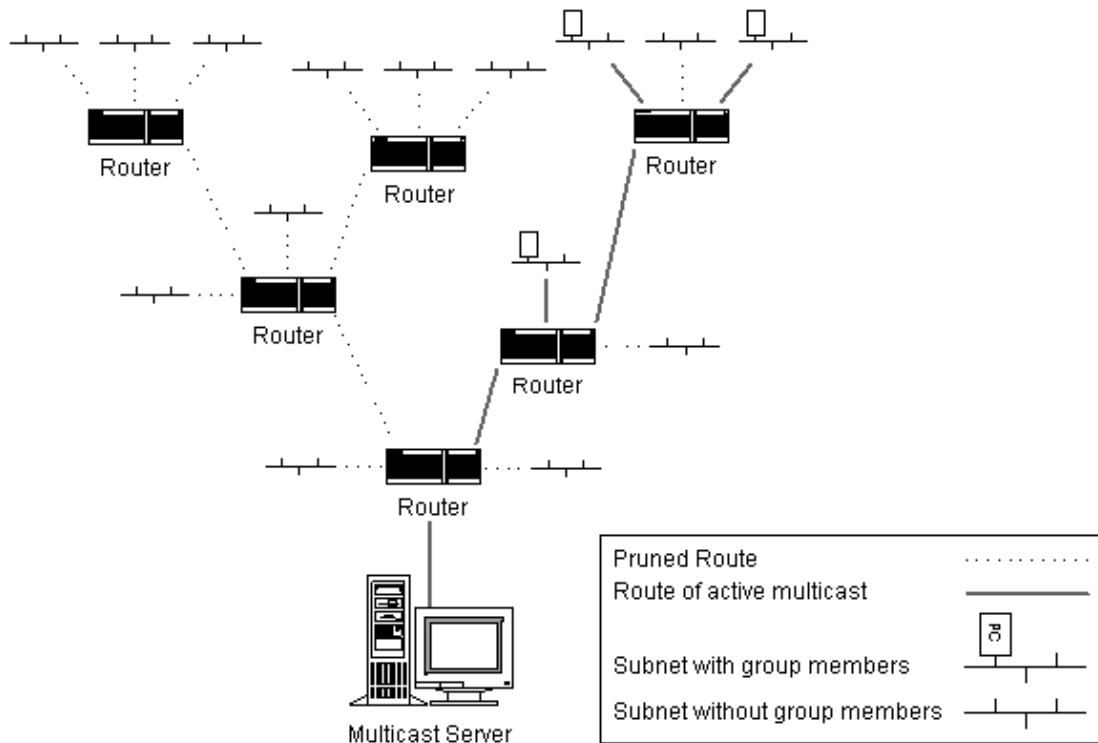 Router
Router
Router
Router
Router
Router
Pruned Route
Route of active multicast
PC
Subnet with group members
Subnet without group members
Multicast Server